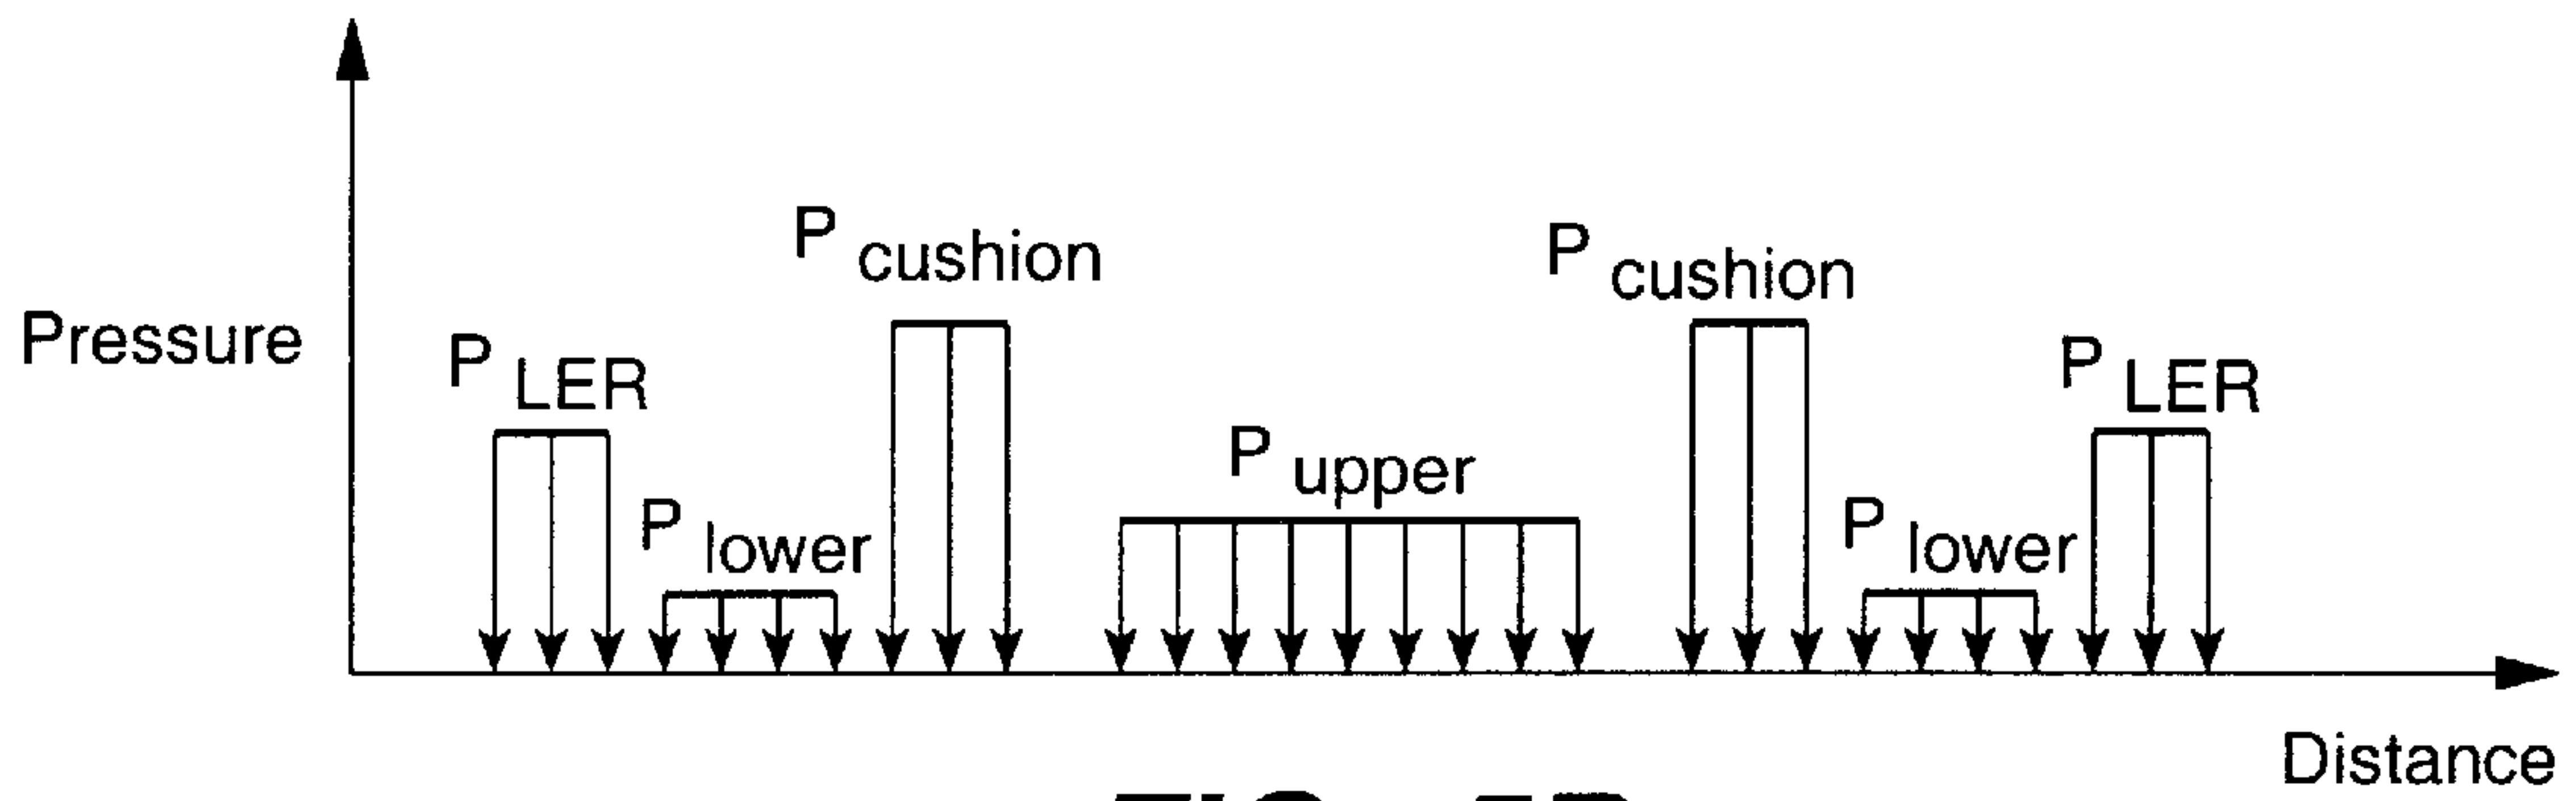 P cushion
P cushion
Pressure
P LER
P LER
P upper
P lower
P lower
Distance